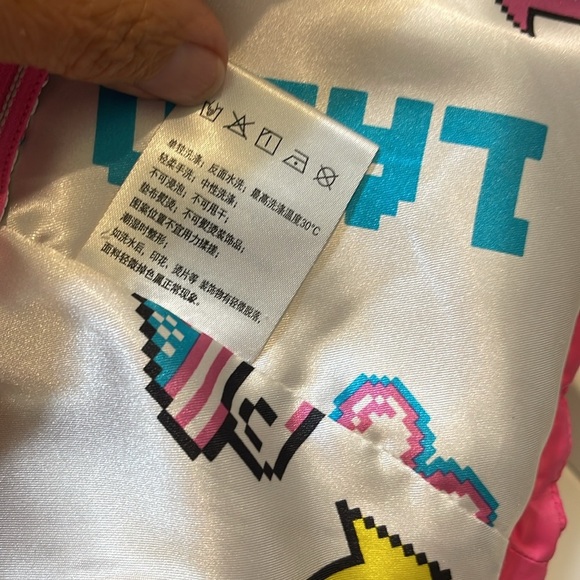 单独洗涤，反面水洗；最高洗涤温度30℃
轻柔手洗；中性洗涤；
不可浸泡；不可用干；
垫布熨烫；不可熨烫装饰品；
图案位置不宜用力揉搓；
潮湿时整形；
如洗水后，印花，烫片等 装饰物有轻微脱落，
面料轻微掉色属正常现象。